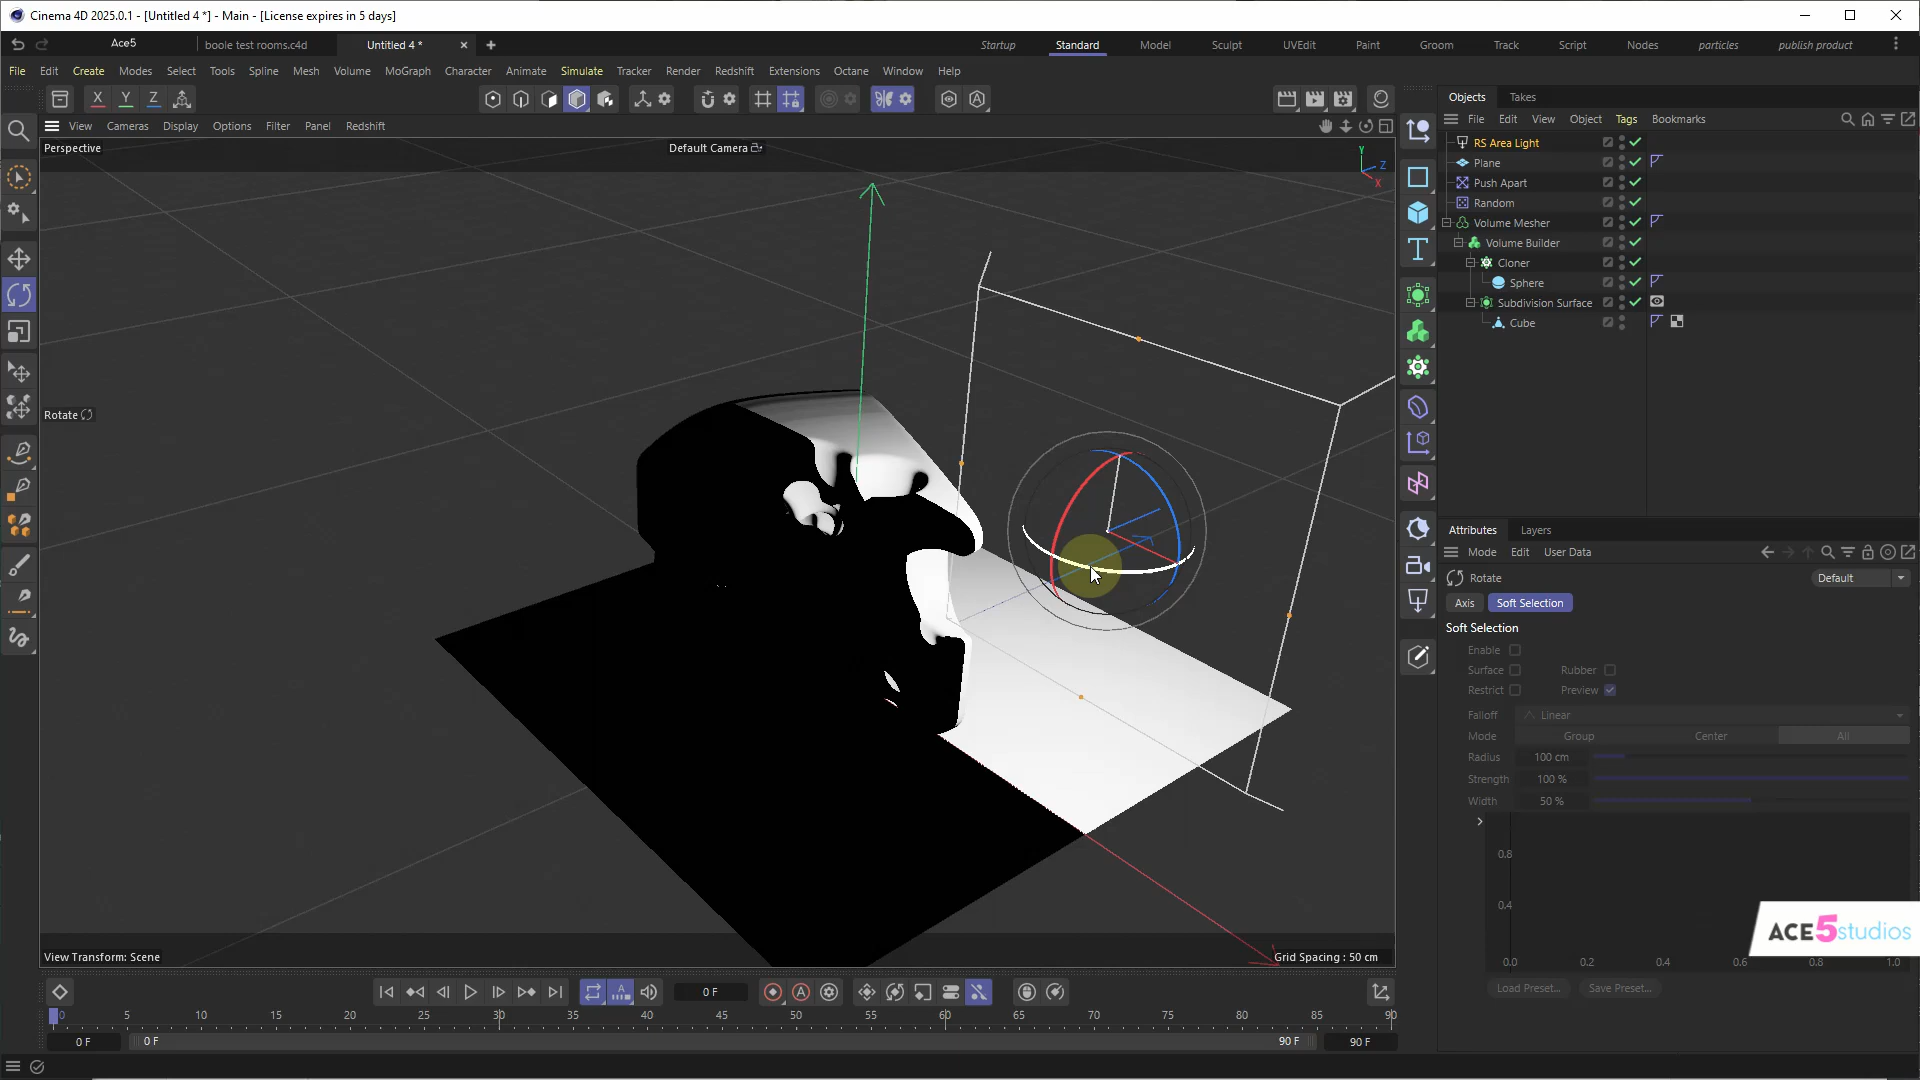 Cinema 4D 2025.0.1 - [Untitled 4 *] - Main - [License expires in 5 days]
Ace5
boole test rooms.c4d
Untitled 4 *
Startup
Standard
Model
Sculpt
UVEdit
Paint
Groom
Track
Script
Nodes
particles
publish product
File
Edit
Create
Modes
Select
Tools
Spline
Mesh
Volume
MoGraph
Character
Animate
Simulate
Tracker
Render
Redshift
Extensions
Octane
Window
Help
X
Y
Z
Objects
Takes
View
Cameras
Display
Options
Filter
Panel
Redshift
File
Edit
View
Object
Tags
Bookmarks
Perspective
Default Camera
Y
Z
X
RS Area Light
Plane
Push Apart
Random
Volume Mesher
Volume Builder
Cloner
Sphere
Subdivision Surface
Cube
Rotate
Attributes
Layers
Mode
Edit
User Data
Rotate
Default
Axis
Soft Selection
Soft Selection
Enable
Surface
Rubber
Restrict
Preview
Falloff
Linear
Mode
Group
Center
All
Radius
100 cm
Strength
100 %
Width
50 %
0.8
0.4
0.0 0.2 0.4 0.6 0.8 1.0
Load Preset...
Save Preset...
ACE5studios
View Transform: Scene
Grid Spacing : 50 cm
0 F
0 5 10 15 20 25 30 35 40 45 50 55 60 65 70 75 80 85 90
0 F
0 F
90 F
90 F